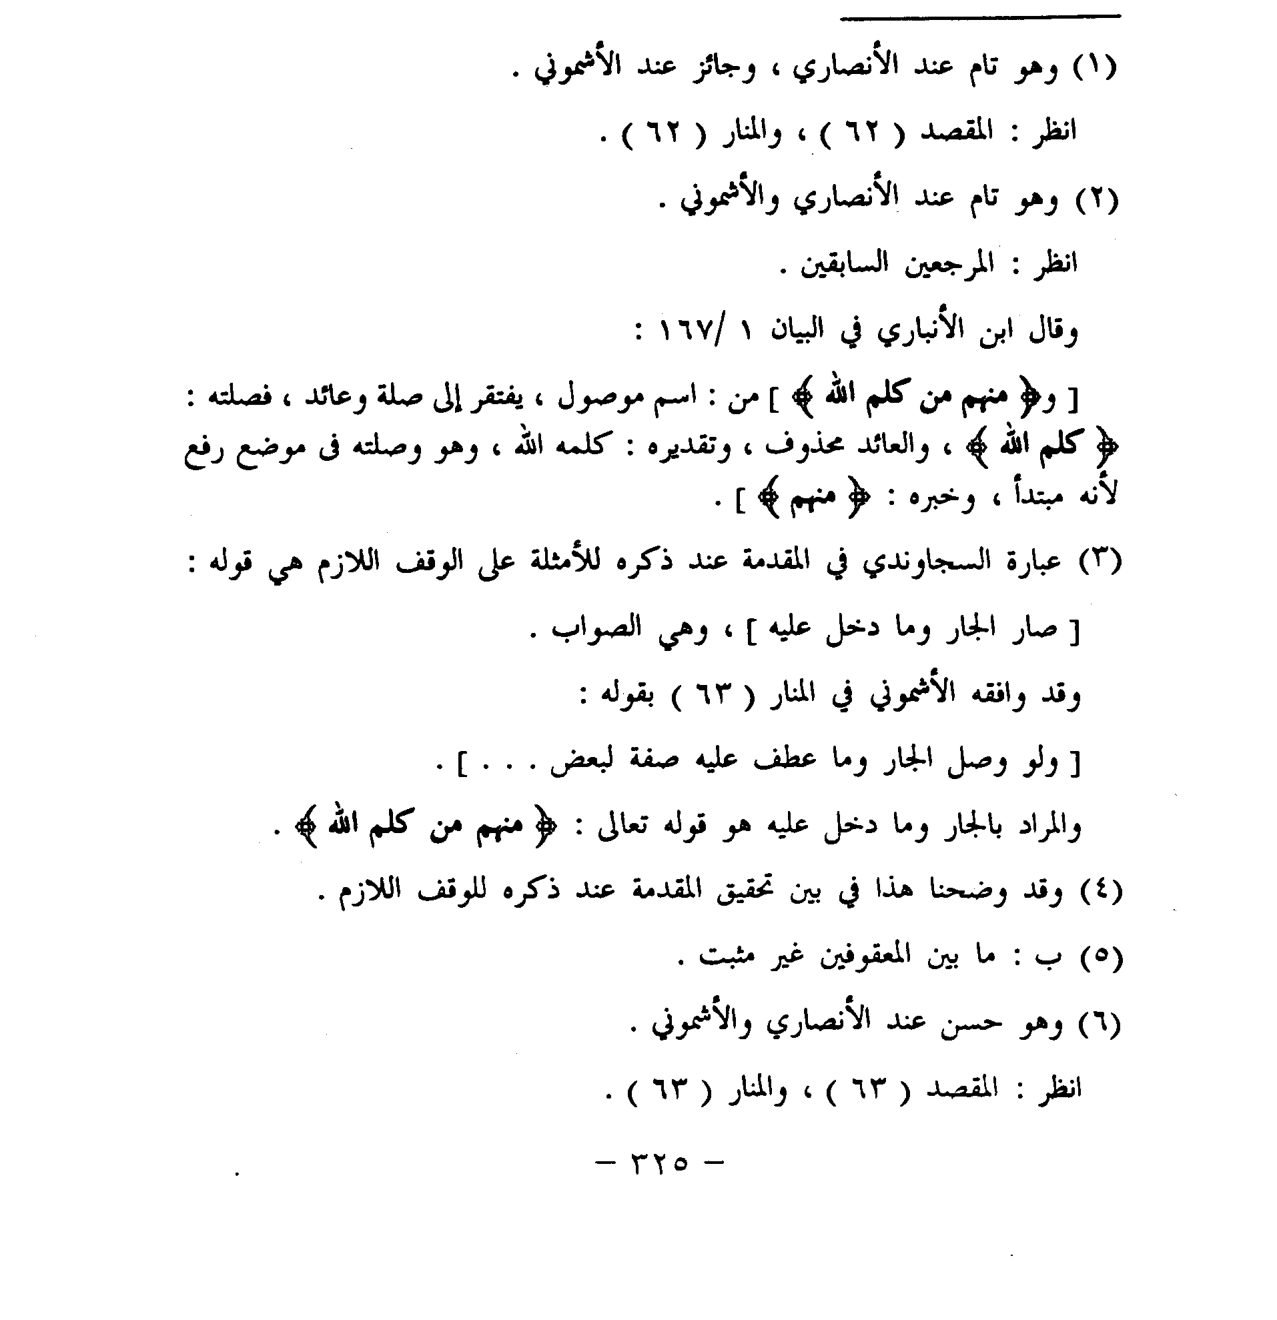 (١) وهو تام عند الأنصاري ، وجائز عند الأشموني .
انظر : المقصد ( ٦٢ ) ، والمنار ( ٦٢ ) .
(٢) وهو تام عند الأنصاري والأشموني .
انظر : المرجعين السابقين .
وقال ابن الأنباري في البيان ١ /١٦٧ :
[ و﴿ منهم من كلم الله ﴾ ] من : اسم موصول ، يفتقر إلى صلة وعائد ، فصلته :
﴿ كلم الله ﴾ ، والعائد محذوف ، وتقديره : كلمه الله ، وهو وصلته فى موضع رفع
لأنه مبتدأ ، وخبره : ﴿ منهم ﴾ ] .
(٣) عبارة السجاوندي في المقدمة عند ذكره للأمثلة على الوقف اللازم هي قوله :
[ صار الجار وما دخل عليه ] ، وهي الصواب .
وقد وافقه الأشموني في المنار ( ٦٣ ) بقوله :
[ ولو وصل الجار وما عطف عليه صفة لبعض . . . ] .
والمراد بالجار وما دخل عليه هو قوله تعالى : ﴿ منهم من كلم الله ﴾ .
(٤) وقد وضحنا هذا في بين تحقيق المقدمة عند ذكره للوقف اللازم .
(٥) ب : ما بين المعقوفين غير مثبت .
(٦) وهو حسن عند الأنصاري والأشموني .
انظر : المقصد ( ٦٣ ) ، والمنار ( ٦٣ ) .
– ٣٢٥ –